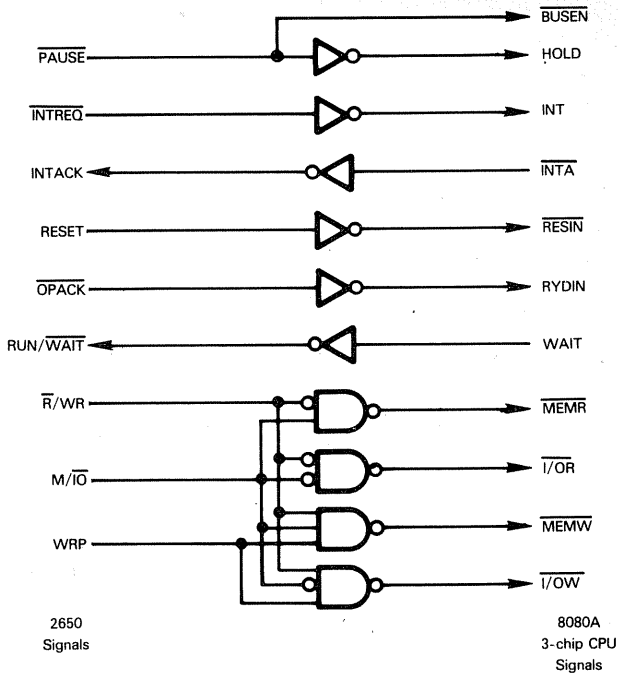 BUSEN
PAUSE HOLD
INTREQ INT
INTACK INTA
RESET RESIN
OPACK RYDIN
RUN/WAIT WAIT
R/WR MEMR
M/IO I/OR
MEMW
WRP
I/OW
2650 8080A
Signals 3-chip CPU
Signals